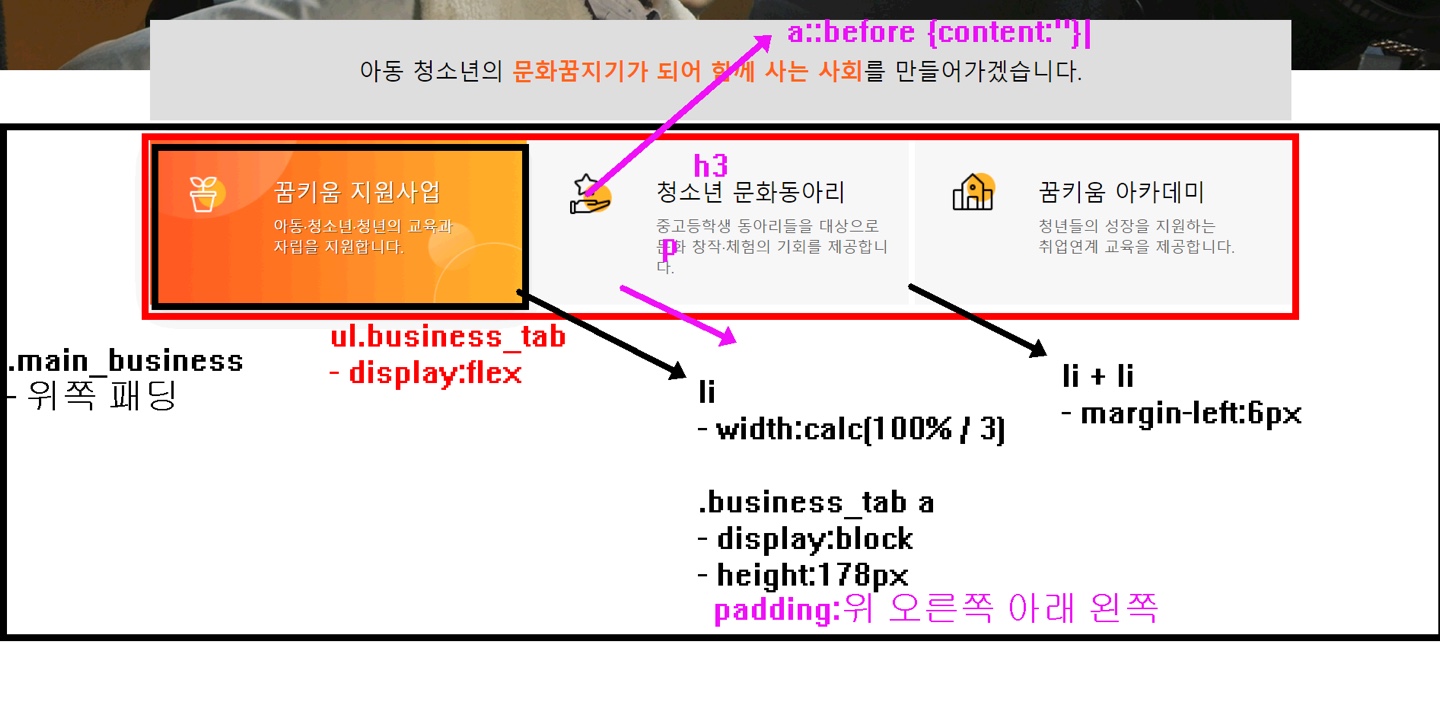 a::before {content:''}|
아동 청소년의 문화꿈지기가 되어 함께 사는 사회를 만들어가겠습니다.
h3
꿈키움 지원사업
아동·청소년·청년의 교육과
자립을 지원합니다.
청소년 문화동아리
중고등학생 동아리들을 대상으로
문화 창작·체험의 기회를 제공합니
다.
p
꿈키움 아카데미
청년들의 성장을 지원하는
취업연계 교육을 제공합니다.
ul.business_tab
- display:flex
.main_business
- 위쪽 패딩
li
- width:calc(100% / 3)
li + li
- margin-left:6px
.business_tab a
- display:block
- height:178px
padding:위 오른쪽 아래 왼쪽